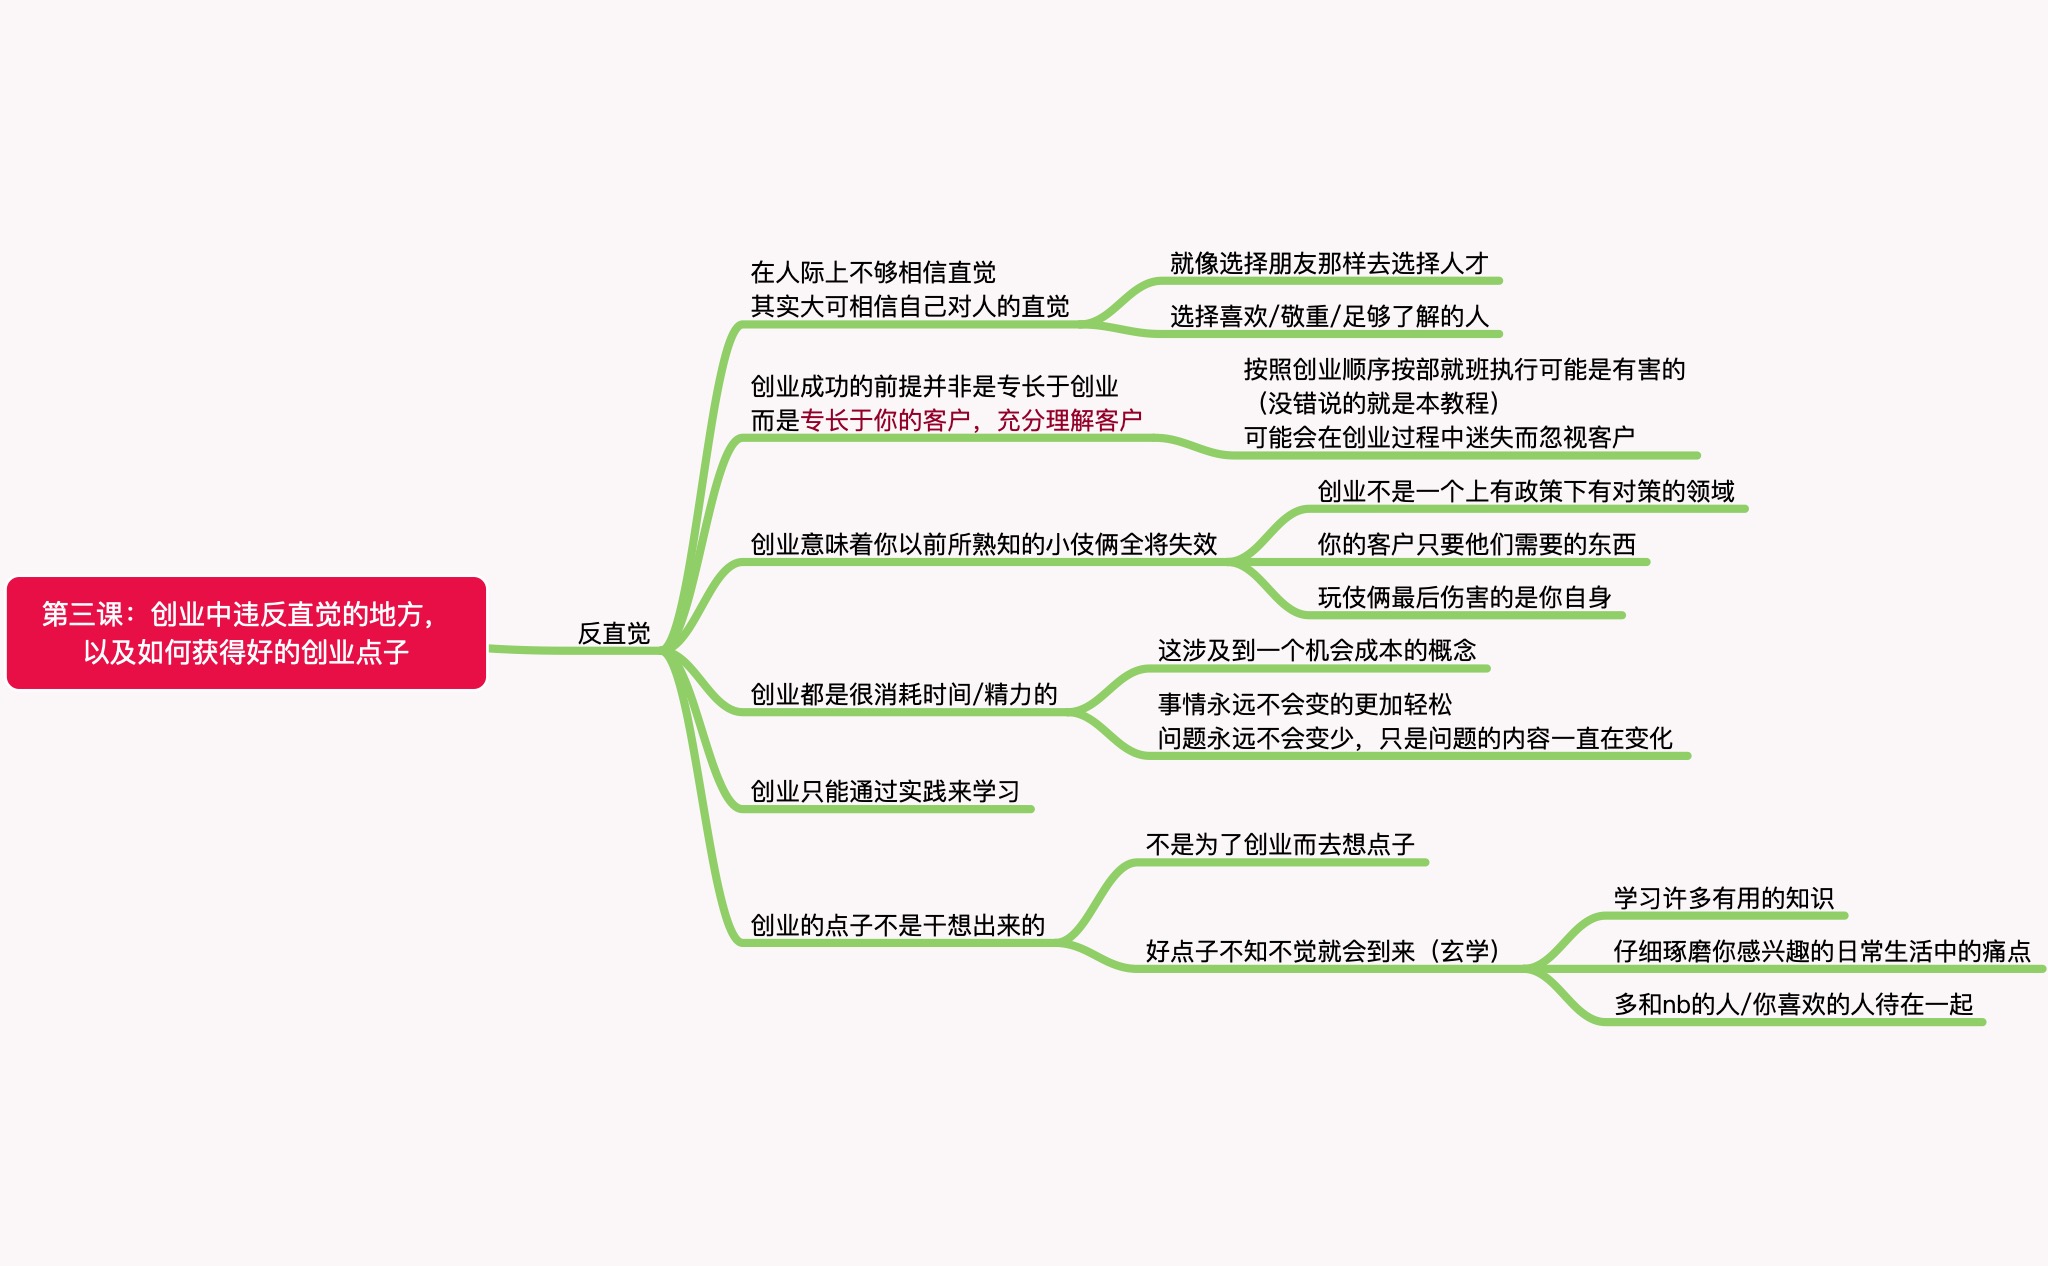 第三课：创业中违反直觉的地方，
以及如何获得好的创业点子
反直觉
在人际上不够相信直觉
其实大可相信自己对人的直觉
就像选择朋友那样去选择人才
选择喜欢/敬重/足够了解的人
创业成功的前提并非是专长于创业
而是专长于你的客户，充分理解客户
按照创业顺序按部就班执行可能是有害的
（没错说的就是本教程）
可能会在创业过程中迷失而忽视客户
创业意味着你以前所熟知的小伎俩全将失效
创业不是一个上有政策下有对策的领域
你的客户只要他们需要的东西
玩伎俩最后伤害的是你自身
创业都是很消耗时间/精力的
这涉及到一个机会成本的概念
事情永远不会变的更加轻松
问题永远不会变少，只是问题的内容一直在变化
创业只能通过实践来学习
创业的点子不是干想出来的
不是为了创业而去想点子
好点子不知不觉就会到来（玄学）
学习许多有用的知识
仔细琢磨你感兴趣的日常生活中的痛点
多和nb的人/你喜欢的人待在一起